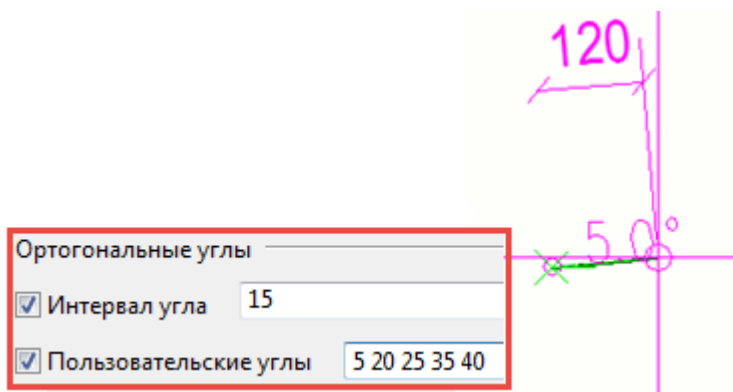 120
5.0°
Ортогональные углы
Интервал угла 15
Пользовательские углы 5 20 25 35 40